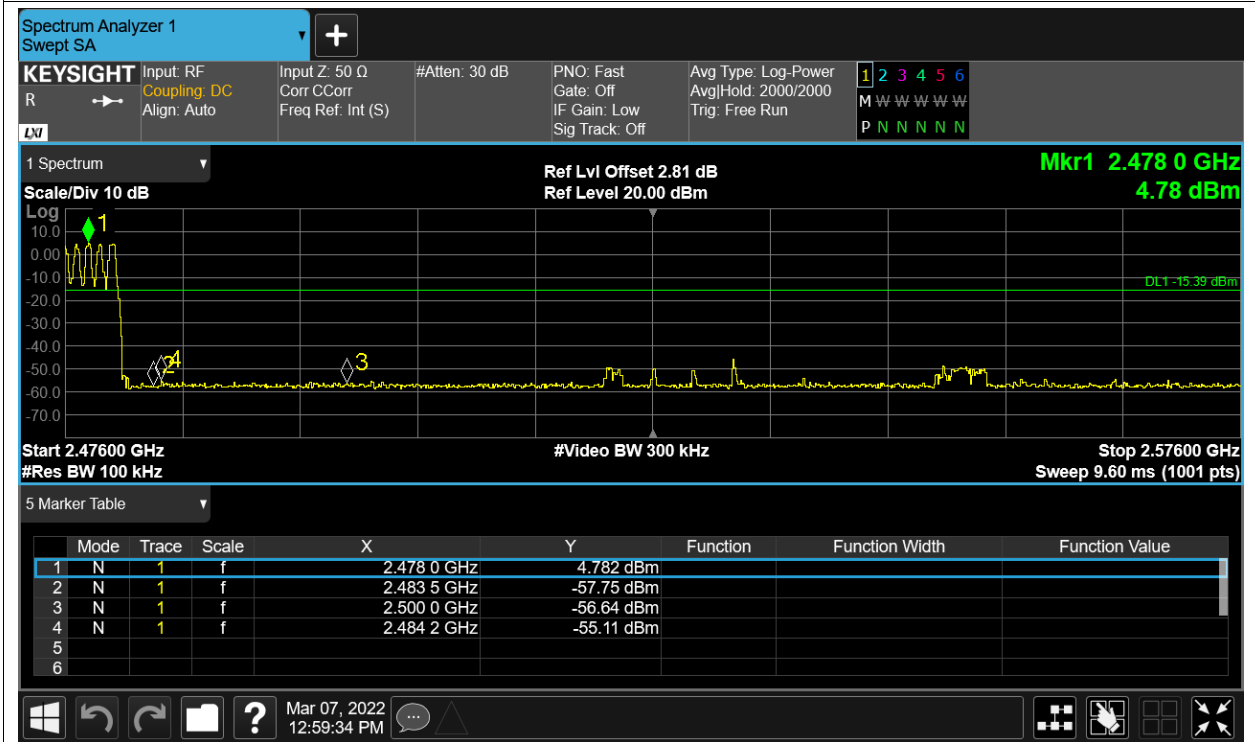 Spectrum Analyzer 1
Swept SA
+
KEYSIGHT
R
LXI
Input: RF
Coupling: DC
Align: Auto
Input Z: 50 Ω
Corr CCorr
Freq Ref: Int (S)
#Atten: 30 dB
PNO: Fast
Gate: Off
IF Gain: Low
Sig Track: Off
Avg Type: Log-Power
Avg|Hold: 2000/2000
Trig: Free Run
1 2 3 4 5 6
M W W W W W
P N N N N N
1 Spectrum
Scale/Div 10 dB
Ref Lvl Offset 2.81 dB
Ref Level 20.00 dBm
Mkr1 2.478 0 GHz
4.78 dBm
Log
10.0
0.00
-10.0
-20.0
-30.0
-40.0
-50.0
-60.0
-70.0
1
2
4
3
DL1 -15.39 dBm
Start 2.47600 GHz
#Res BW 100 kHz
#Video BW 300 kHz
Stop 2.57600 GHz
Sweep 9.60 ms (1001 pts)
5 Marker Table
Mode Trace Scale X Y Function Function Width Function Value
1 N 1 f 2.478 0 GHz 4.782 dBm
2 N 1 f 2.483 5 GHz -57.75 dBm
3 N 1 f 2.500 0 GHz -56.64 dBm
4 N 1 f 2.484 2 GHz -55.11 dBm
5
6
?
Mar 07, 2022
12:59:34 PM